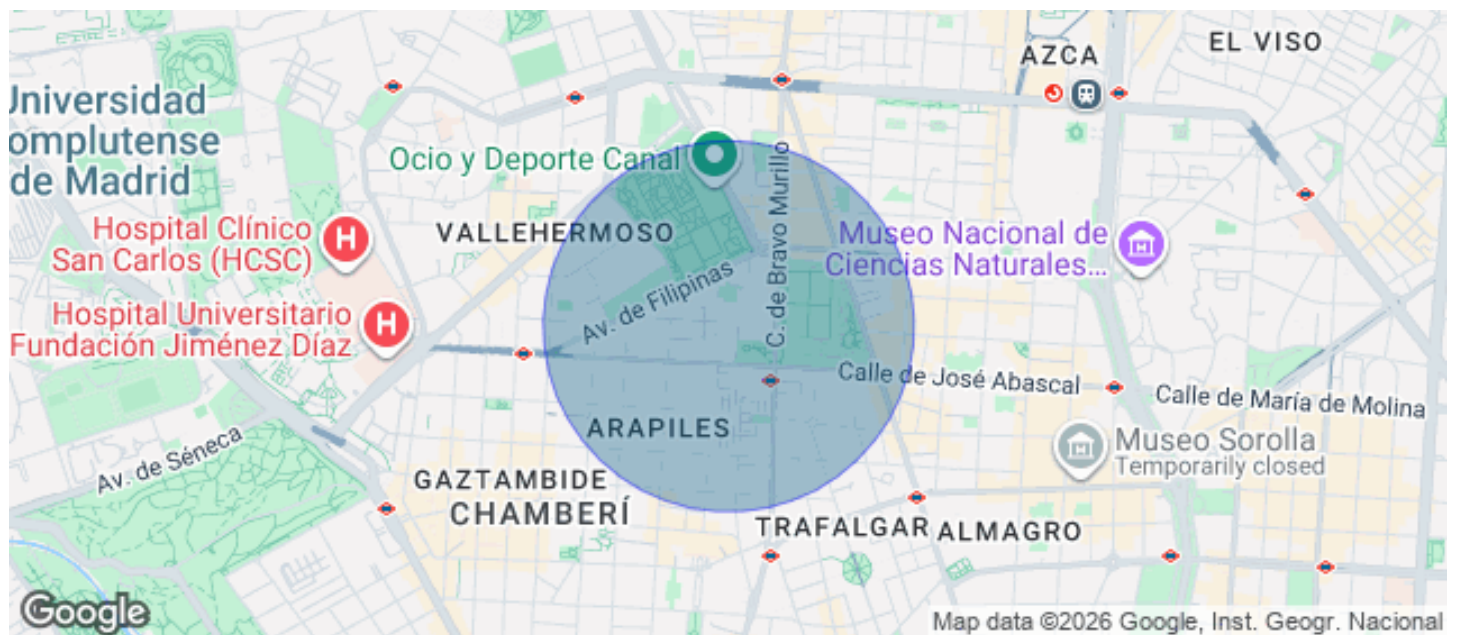 AZCA
EL VISO
Universidad
omplutense
de Madrid
Ocio y Deporte Canal
C. de Bravo Murillo
Hospital Clínico
San Carlos (HCSC)
VALLEHERMOSO
Museo Nacional de
Ciencias Naturales...
Av. de Filipinas
Hospital Universitario
Fundación Jiménez Díaz
Calle de José Abascal
Calle de María de Molina
ARAPILES
Museo Sorolla
Temporarily closed
Av. de Séneca
GAZTAMBIDE
CHAMBERÍ
TRAFALGAR
ALMAGRO
Google
Map data ©2026 Google, Inst. Geogr. Nacional